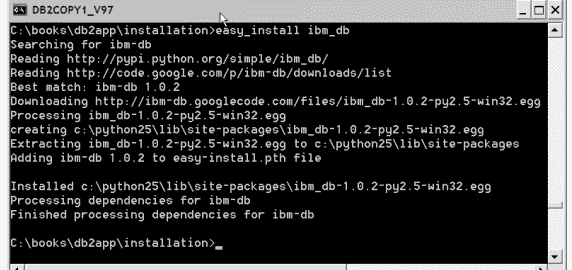 DB2COPY1_V97
C:\books\db2app\installation>easy_install ibm_db
Searching for ibm-db
Reading http://pypi.python.org/simple/ibm_db/
Reading http://code.google.com/p/ibm-db/downloads/list
Best match: ibm-db 1.0.2
Downloading http://ibm-db.googlecode.com/files/ibm_db-1.0.2-py2.5-win32.egg
Processing ibm_db-1.0.2-py2.5-win32.egg
creating c:\python25\lib\site-packages\ibm_db-1.0.2-py2.5-win32.egg
Extracting ibm_db-1.0.2-py2.5-win32.egg to c:\python25\lib\site-packages
Adding ibm-db 1.0.2 to easy-install.pth file
Installed c:\python25\lib\site-packages\ibm_db-1.0.2-py2.5-win32.egg
Processing dependencies for ibm-db
Finished processing dependencies for ibm-db
C:\books\db2app\installation>_